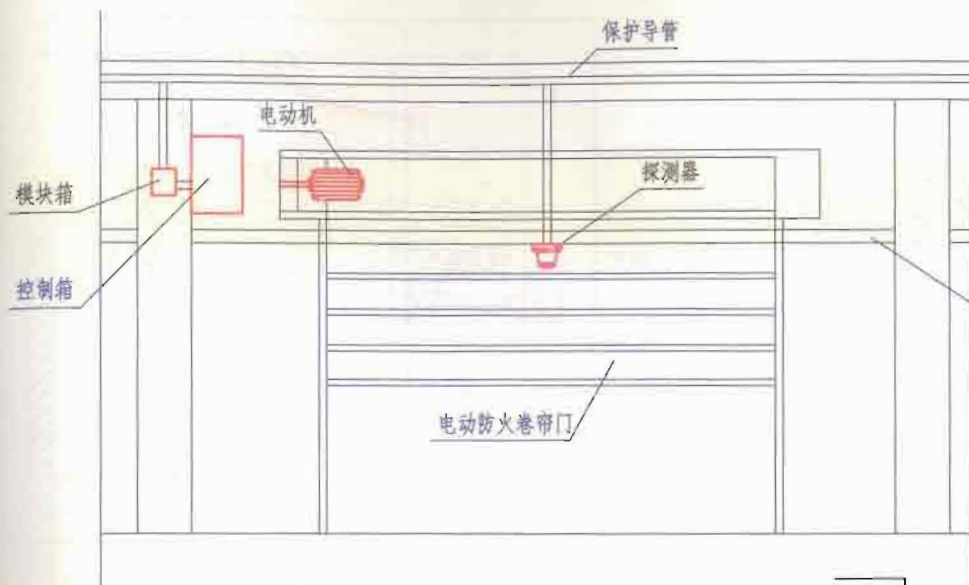 保护导管
电动机
探测器
模块箱
控制箱
电动防火卷帘门